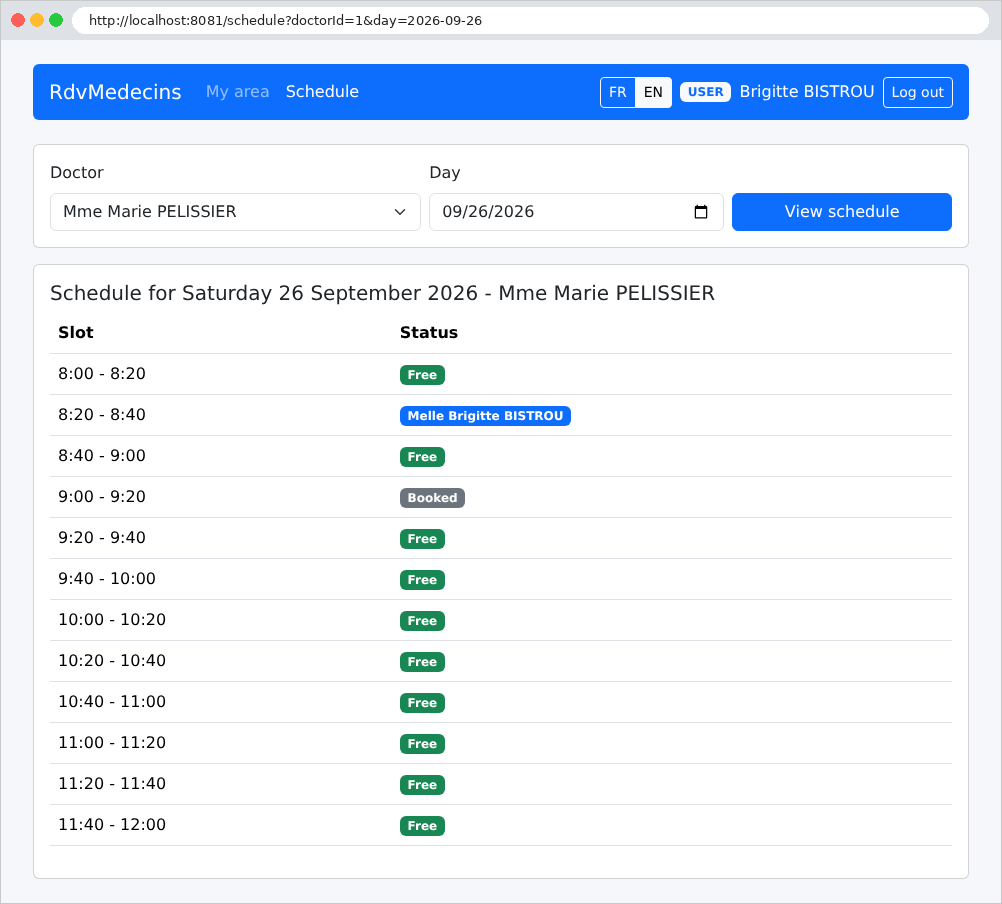 http://localhost:8081/schedule?doctorId=1&day=2026-09-26
RdvMedecins My area Schedule FR EN USER Brigitte BISTROU Log out
Doctor Day
Mme Marie PELISSIER 09/26/2026 View schedule
Schedule for Saturday 26 September 2026 - Mme Marie PELISSIER
Slot Status
8:00 - 8:20 Free
8:20 - 8:40 Melle Brigitte BISTROU
8:40 - 9:00 Free
9:00 - 9:20 Booked
9:20 - 9:40 Free
9:40 - 10:00 Free
10:00 - 10:20 Free
10:20 - 10:40 Free
10:40 - 11:00 Free
11:00 - 11:20 Free
11:20 - 11:40 Free
11:40 - 12:00 Free